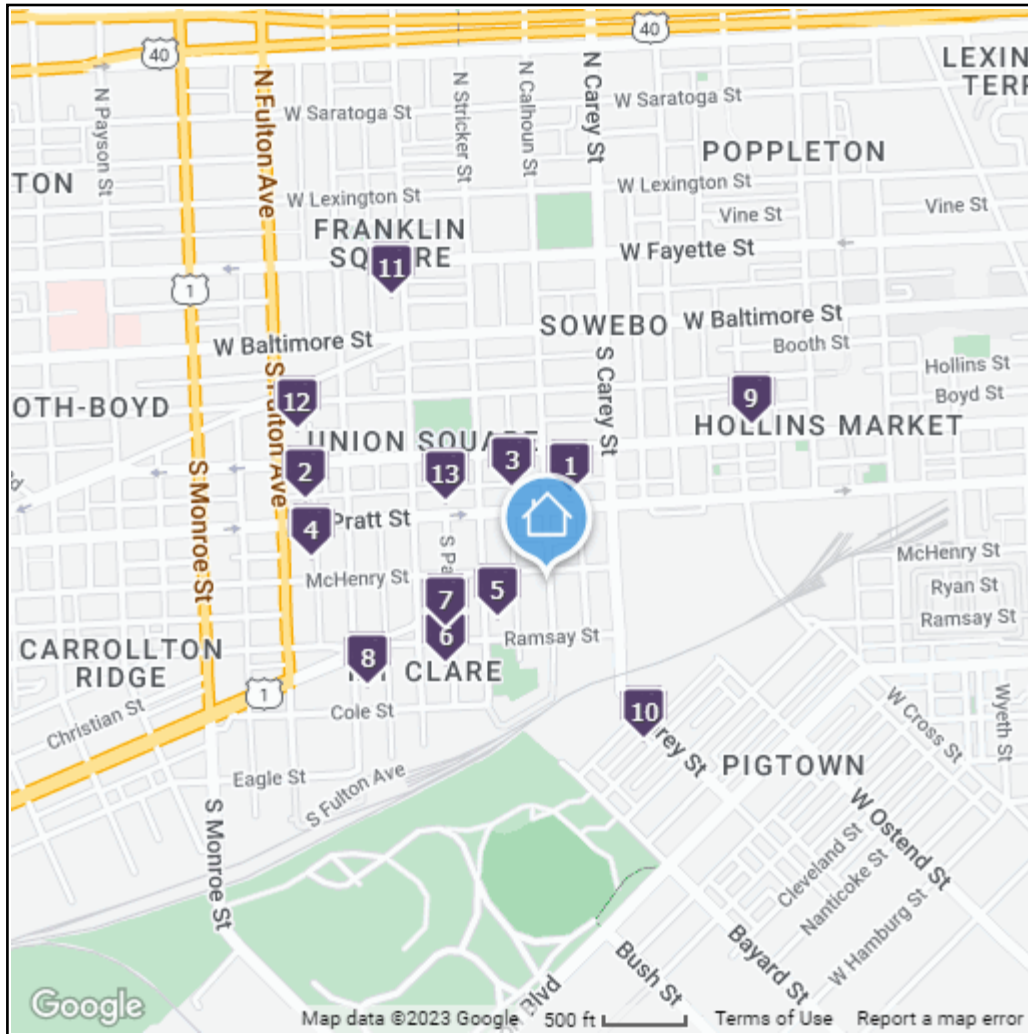 40
40
N Payson St
N Fulton Ave
N Stricker St
N Calhoun St
N Carey St
W Saratoga St
W Saratoga St
LEXIN
TERR
POPPLETON
TON
W Lexington St
W Lexington St
Vine St
Vine St
FRANKLIN
SQUARE
11
W Fayette St
1
SOWEBO
W Baltimore St
W Baltimore St
Booth St
Hollins St
Boyd St
S Fulton Ave
S Carey St
OTH-BOYD
12
9
HOLLINS MARKET
UNION SQUARE
2
13
3
1
S Monroe St
4
Pratt St
S Pa
McHenry St
McHenry St
5
7
6
Ryan St
Ramsay St
Ramsay St
CARROLLTON
RIDGE
8
CLARE
1
Christian St
Cole St
10
rey St
W Cross St
Wyeth St
Eagle St
S Fulton Ave
PIGTOWN
S Monroe St
W Ostend St
Cleveland St
Nanticoke St
W Hamburg St
Bayard St
Bush St
Blvd
Google
Map data ©2023 Google
500 ft
Terms of Use
Report a map error